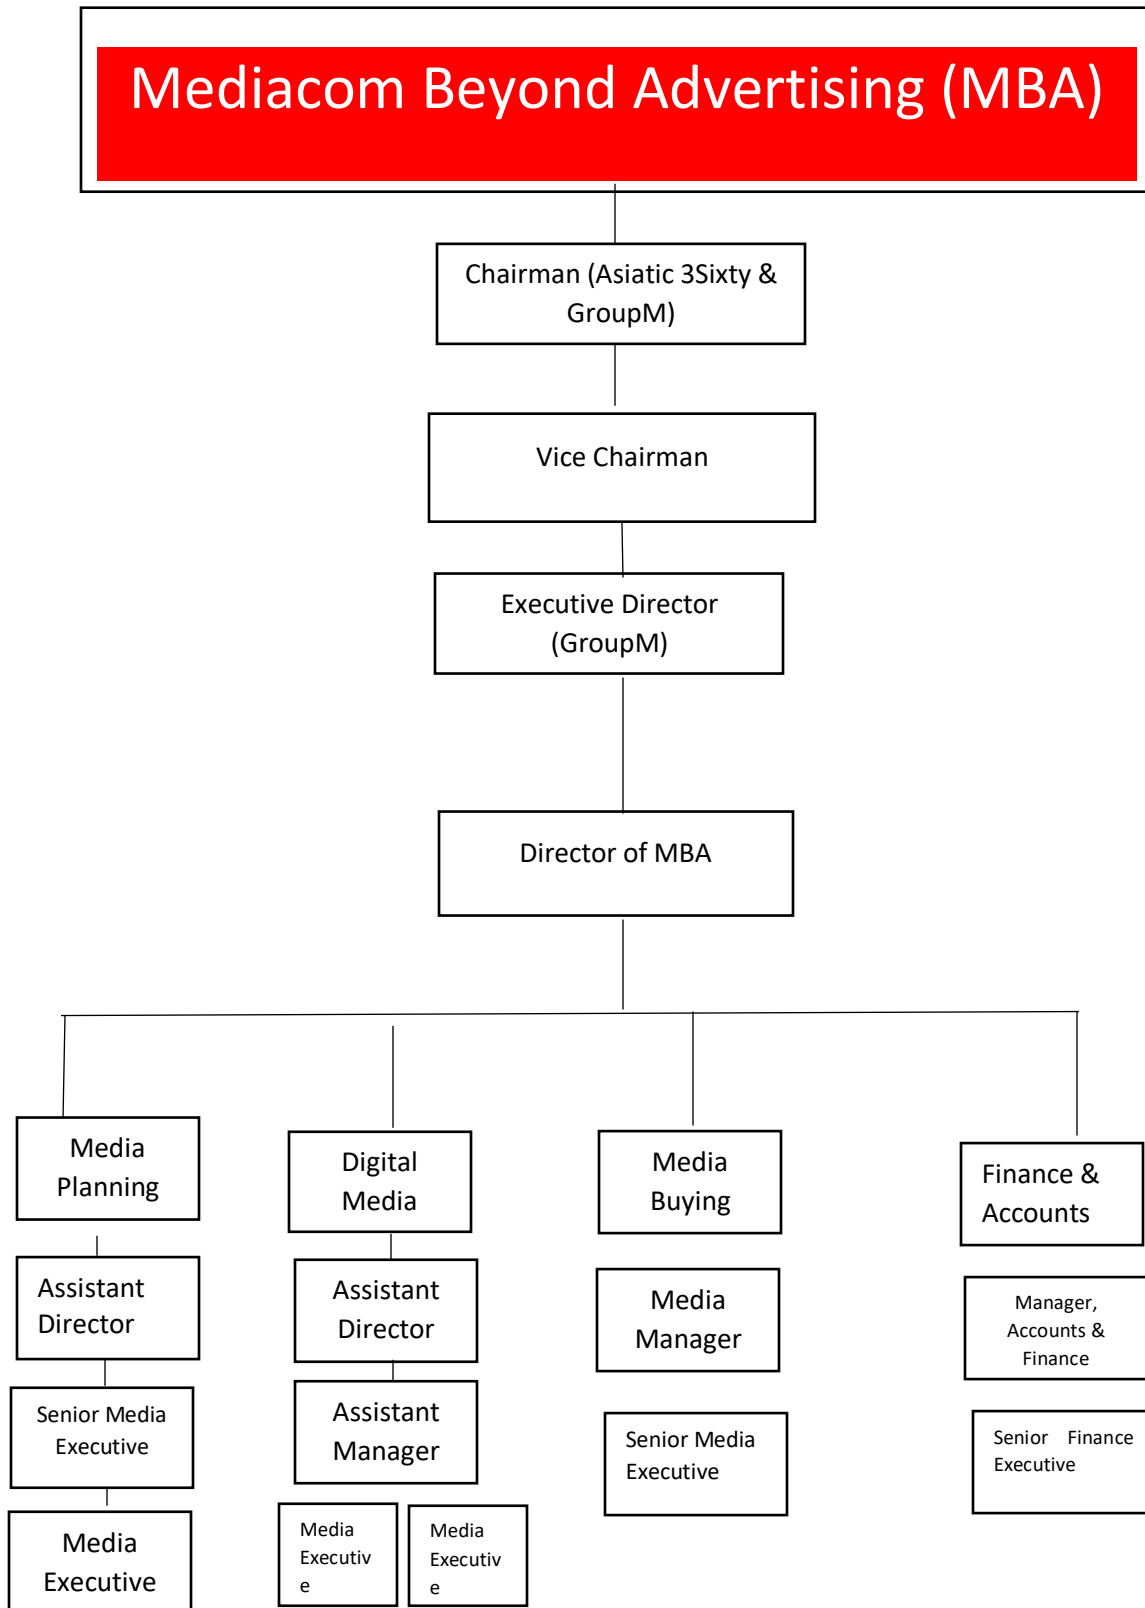 Mediacom Beyond Advertising (MBA)
Chairman (Asiatic 3Sixty &
GroupM)
Vice Chairman
Executive Director
(GroupM)
Director of MBA
Media
Planning
Digital
Media
Media
Buying
Finance &
Accounts
Assistant
Director
Assistant
Director
Media
Manager
Manager,
Accounts &
Finance
Senior Media
Executive
Assistant
Manager
Senior Media
Executive
Senior Finance
Executive
Media
Executive
Media
Executiv
e
Media
Executiv
e